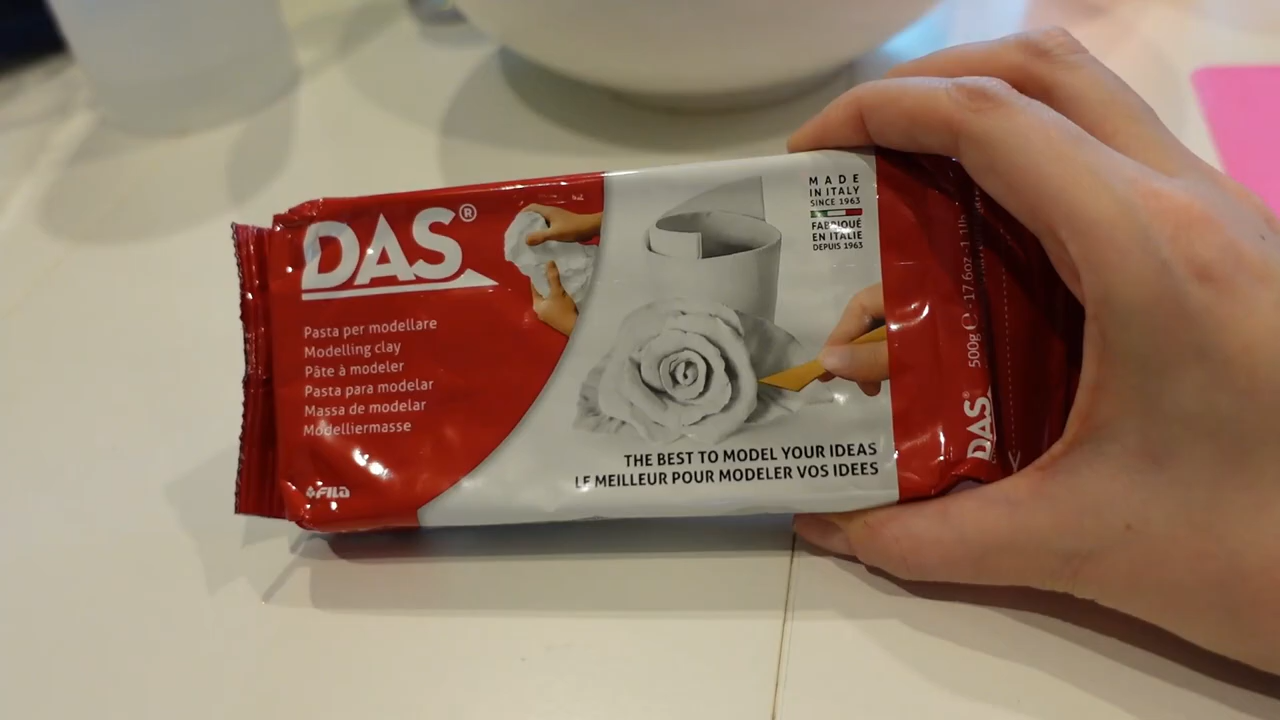 DAS®
Pasta per modellare
Modelling clay
Pâte à modeler
Pasta para modelar
Massa de modelar
Modelliermasse
FILA
MADE
IN ITALY
SINCE 1963
FABRIQUÉ
EN ITALIE
DEPUIS 1963
THE BEST TO MODEL YOUR IDEAS
LE MEILLEUR POUR MODELER VOS IDEES
DAS®
500g ℮ - 17.6oz - 1.1lb